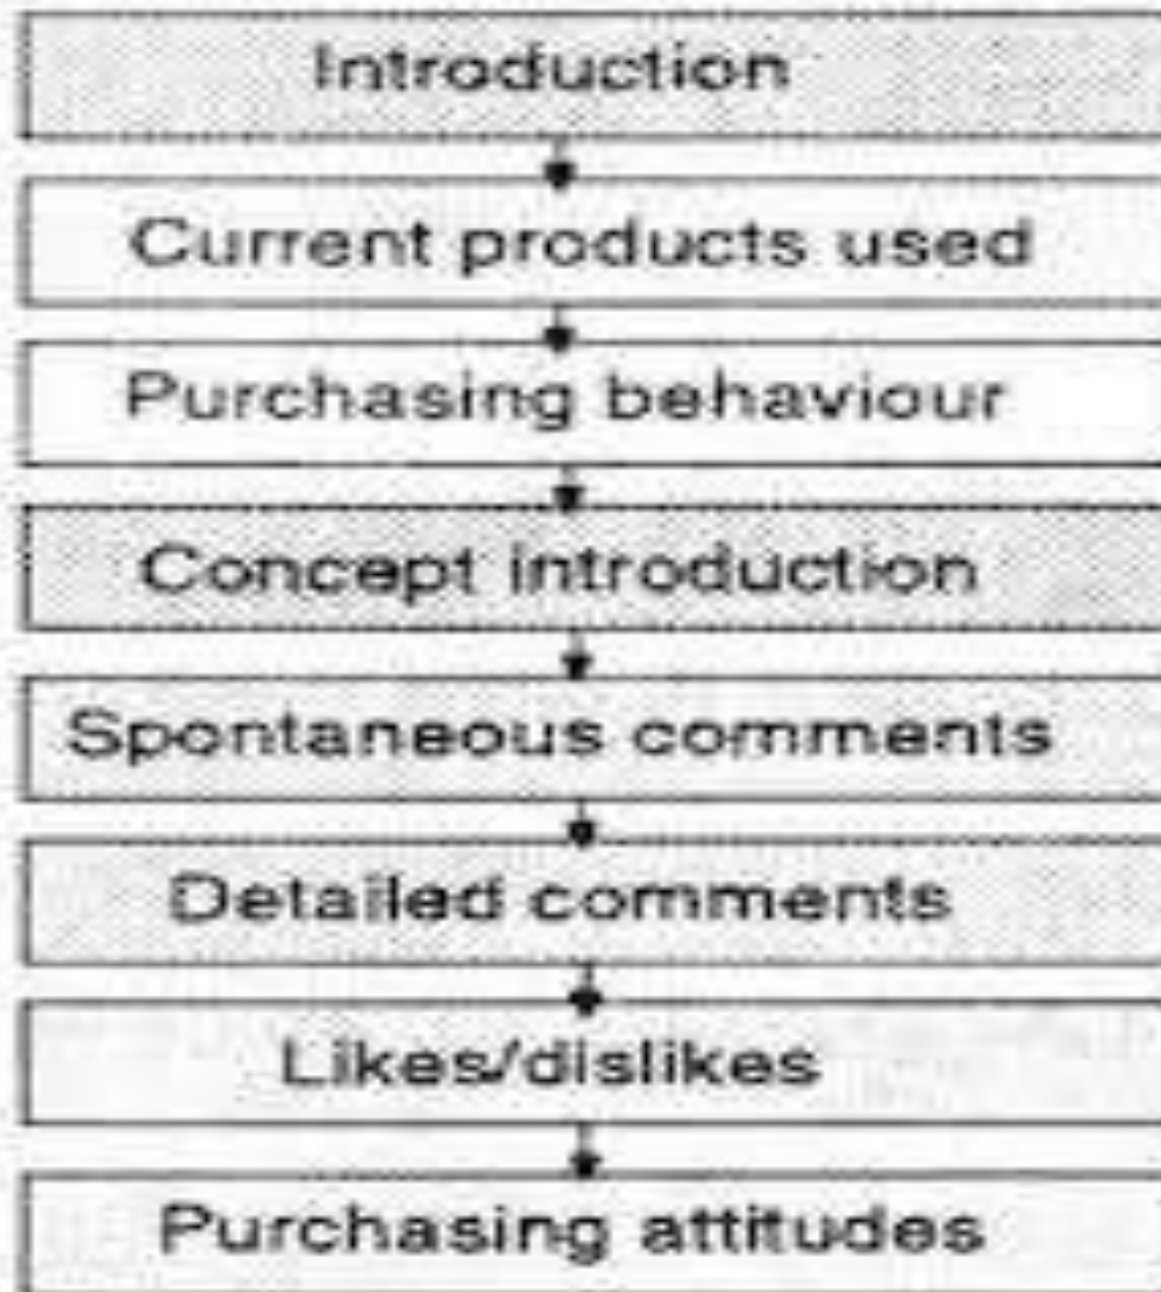 Introduction
Current products used
Purchasing behaviour
Concept introduction
Spontaneous comments
Detailed comments
Likes/dislikes
Purchasing attitudes